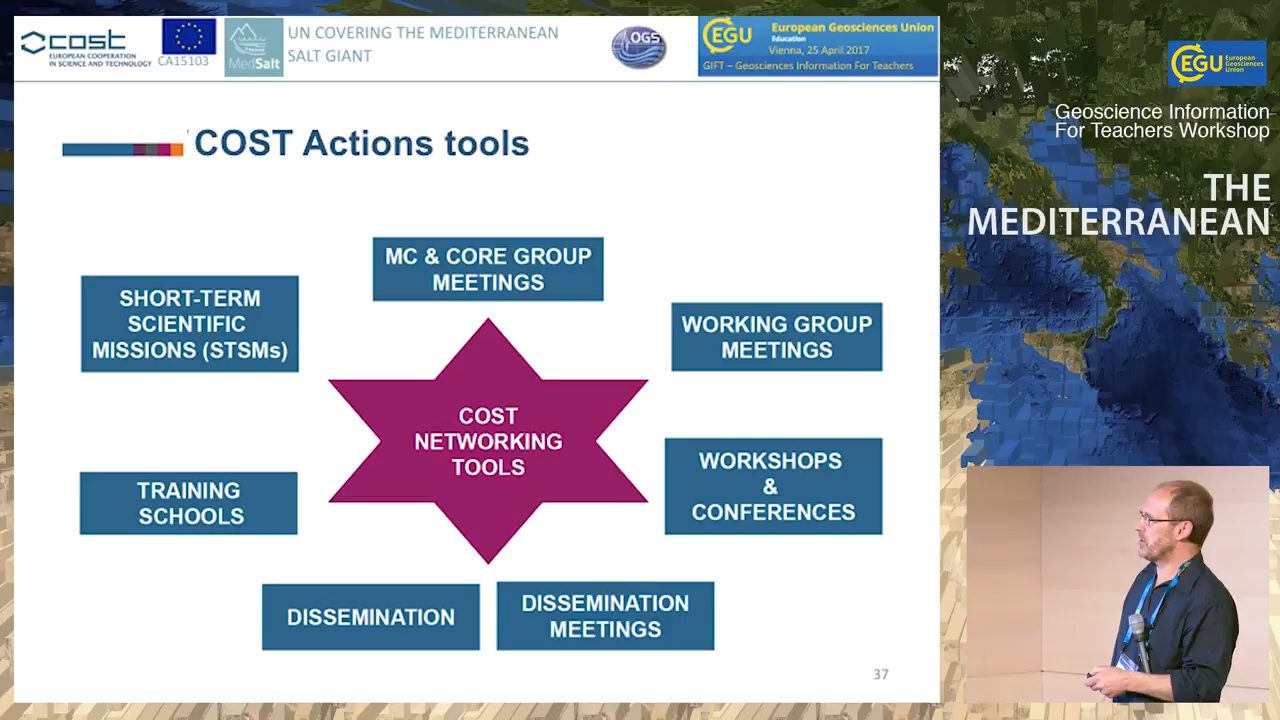 cost
EUROPEAN COOPERATION
IN SCIENCE AND TECHNOLOGY
CA15103
MedSalt
UN COVERING THE MEDITERRANEAN
SALT GIANT
OGS
EGU
European Geosciences Union
Education
Vienna, 25 April 2017
GIFT – Geosciences Information For Teachers
EGU European
Geosciences
Union
Geoscience Information
For Teachers Workshop
THE
MEDITERRANEAN
COST Actions tools
MC & CORE GROUP
MEETINGS
SHORT-TERM
SCIENTIFIC
MISSIONS (STSMs)
WORKING GROUP
MEETINGS
COST
NETWORKING
TOOLS
WORKSHOPS
&
CONFERENCES
TRAINING
SCHOOLS
DISSEMINATION
DISSEMINATION
MEETINGS
37